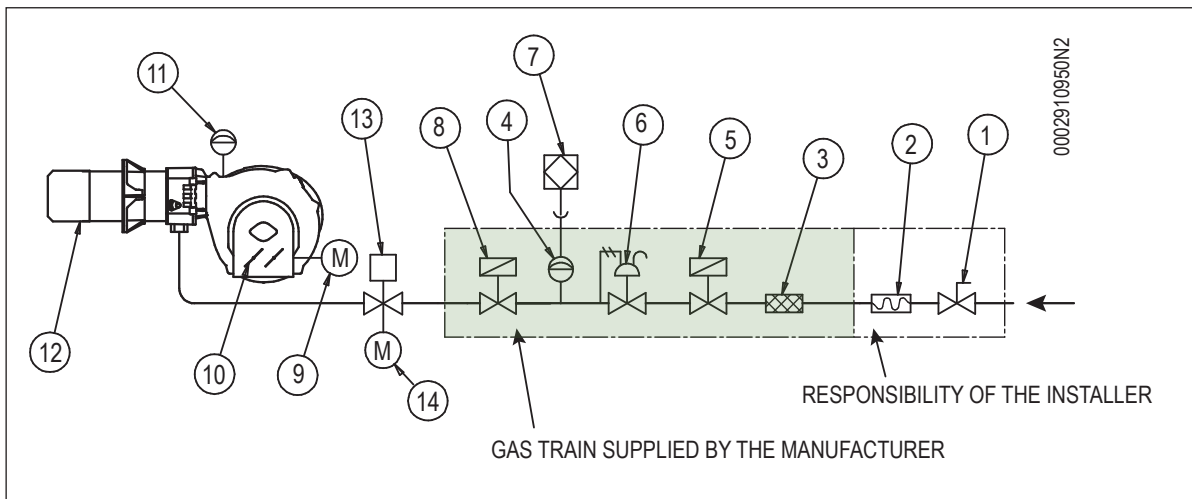 11
7
13
8
4
6
5
3
2
1
0002910950N2
M
12
10
9
M
14
RESPONSIBILITY OF THE INSTALLER
GAS TRAIN SUPPLIED BY THE MANUFACTURER